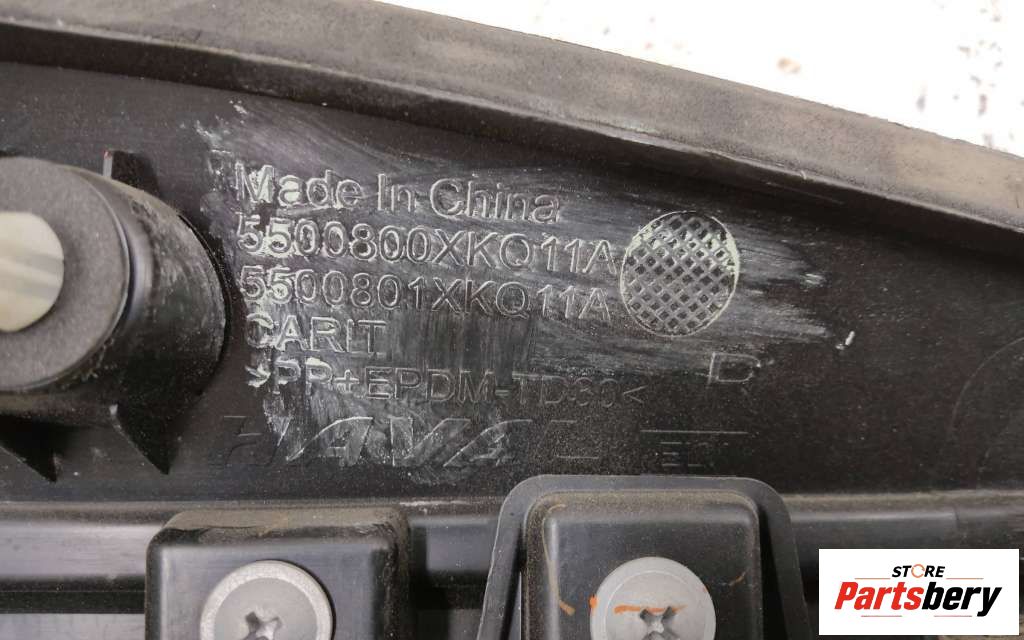 Made In China
5500800XKQ11A
5500801XKQ11A
CARIT
>PP+EPDM-TD30<
R
HAVAL
STORE
Partsbery